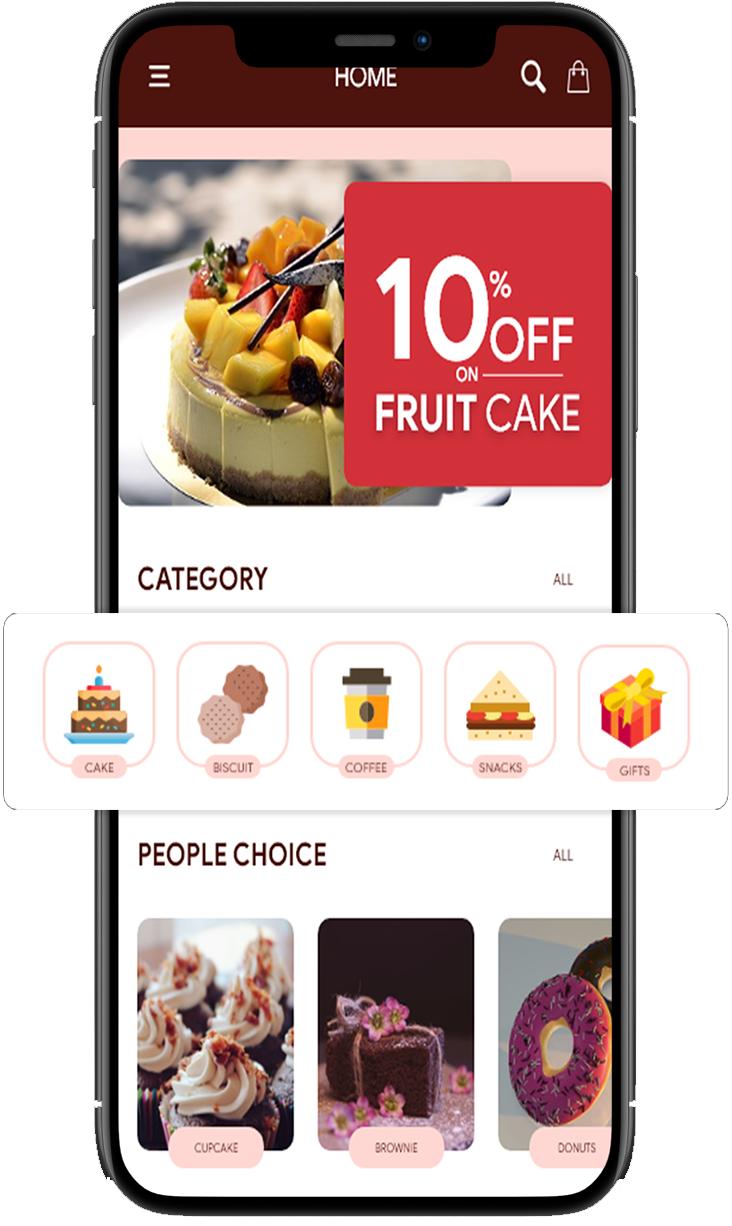 HOME
10%
OFF
ON
FRUIT CAKE
CATEGORY
ALL
CAKE
BISCUIT
COFFEE
SNACKS
GIFTS
PEOPLE CHOICE
ALL
CUPCAKE
BROWNIE
DONUTS